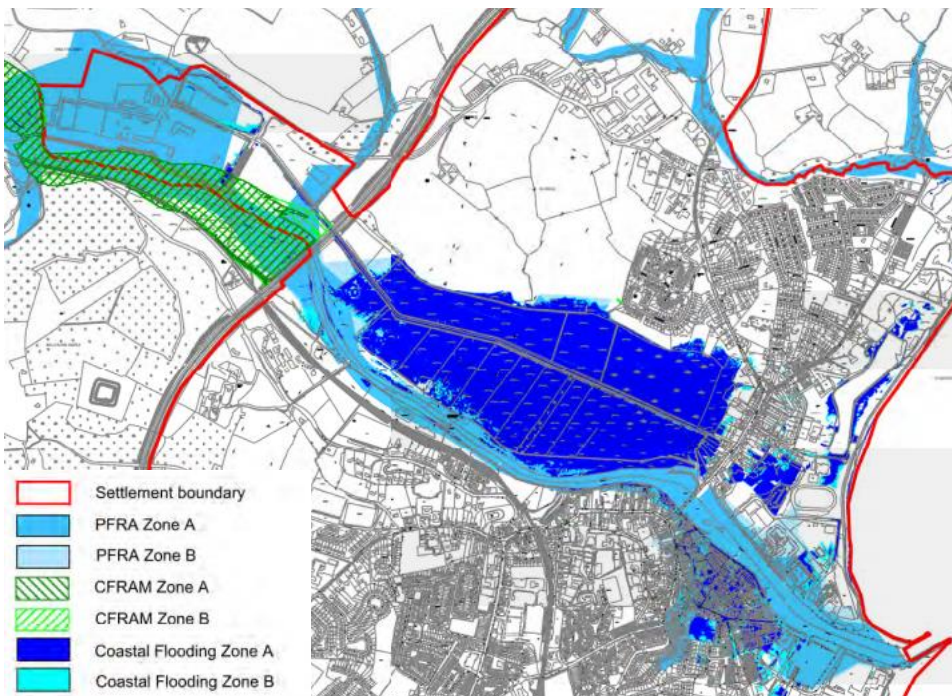 Settlement boundary
PFRA Zone A
PFRA Zone B
CFRAM Zone A
CFRAM Zone B
Coastal Flooding Zone A
Coastal Flooding Zone B